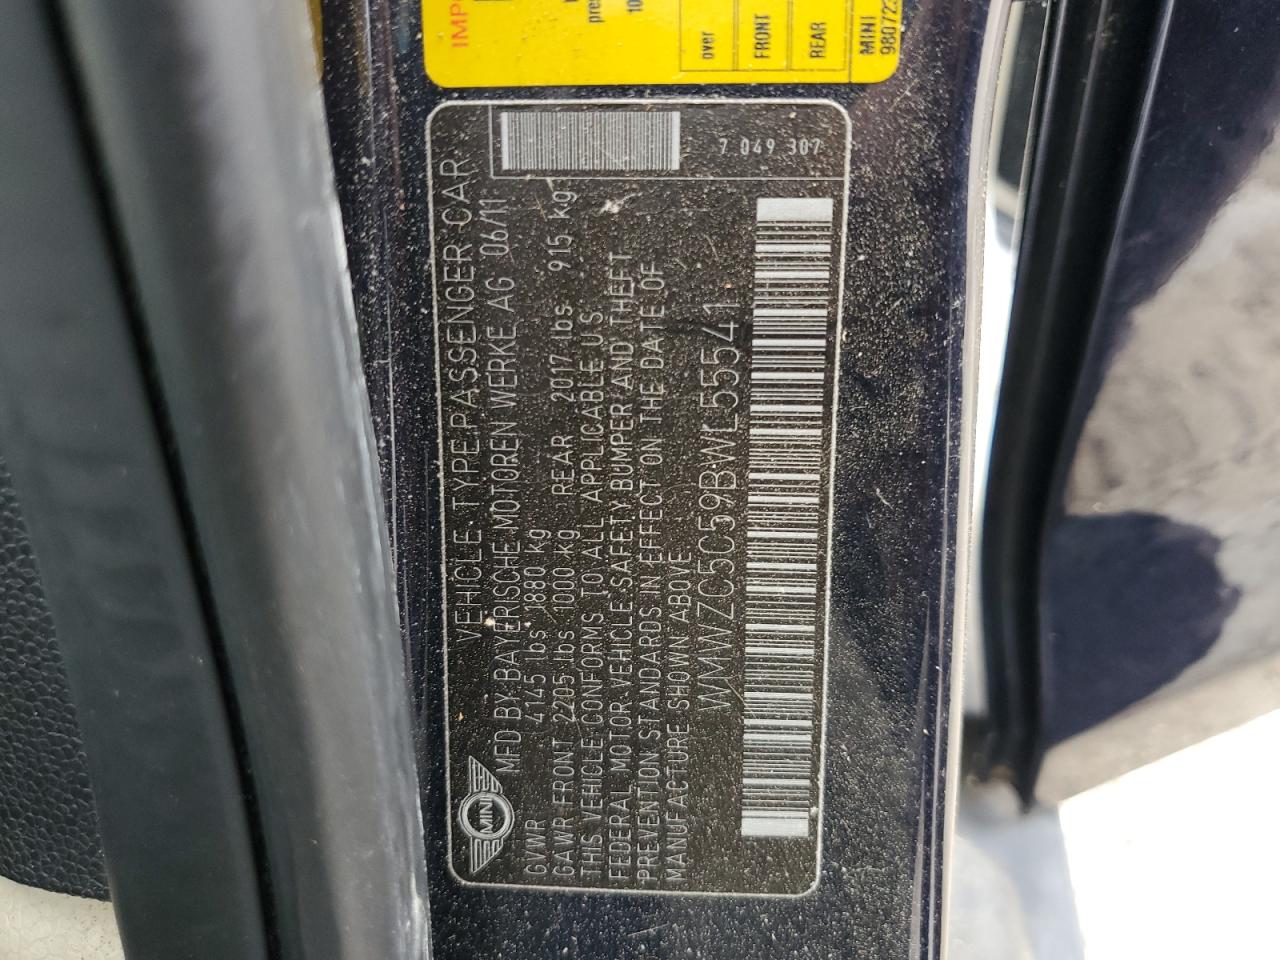 VEHICLE.TYPE.PASSENGER CAR
MFD BY:BAYERISCHE MOTOREN WERKE AG 06/11
MINI
GVWR 4145 lbs 1880 kg
GAWR FRONT 2205 lbs 1000 kg REAR 2017 lbs 915 kg
THIS VEHICLE CONFORMS TO ALL APPLICABLE U.S.
FEDERAL MOTOR VEHICLE SAFETY, BUMPER AND THEFT
PREVENTION STANDARDS IN EFFECT ON THE DATE OF
MANUFACTURE SHOWN ABOVE.
WMWZC5C59BWL55541
7 049 307
over
FRONT
REAR
MINI